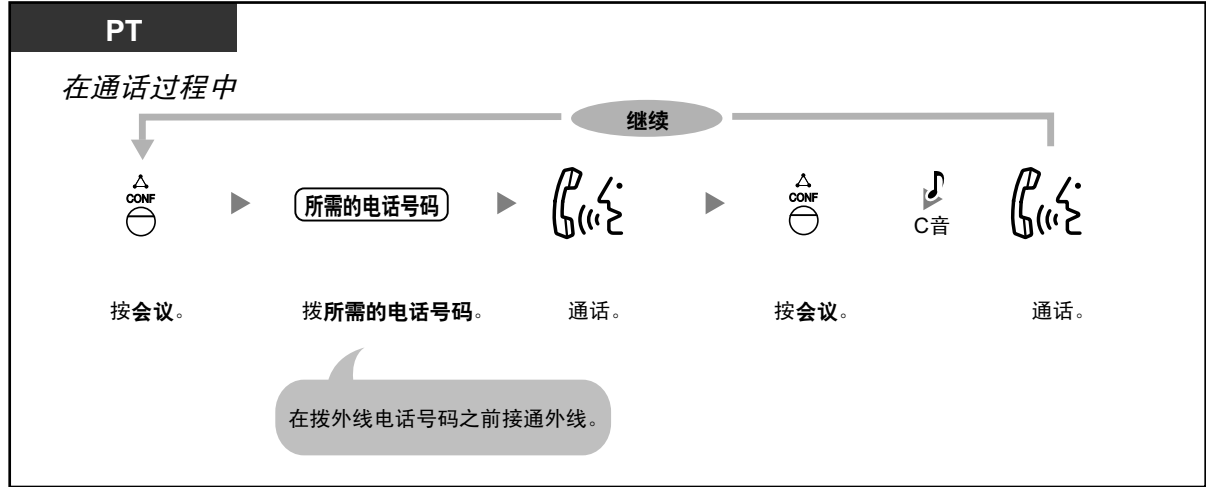 PT
在通话过程中
继续
CONF
所需的电话号码
CONF
C音
按会议。
拨所需的电话号码。
通话。
按会议。
通话。
在拨外线电话号码之前接通外线。